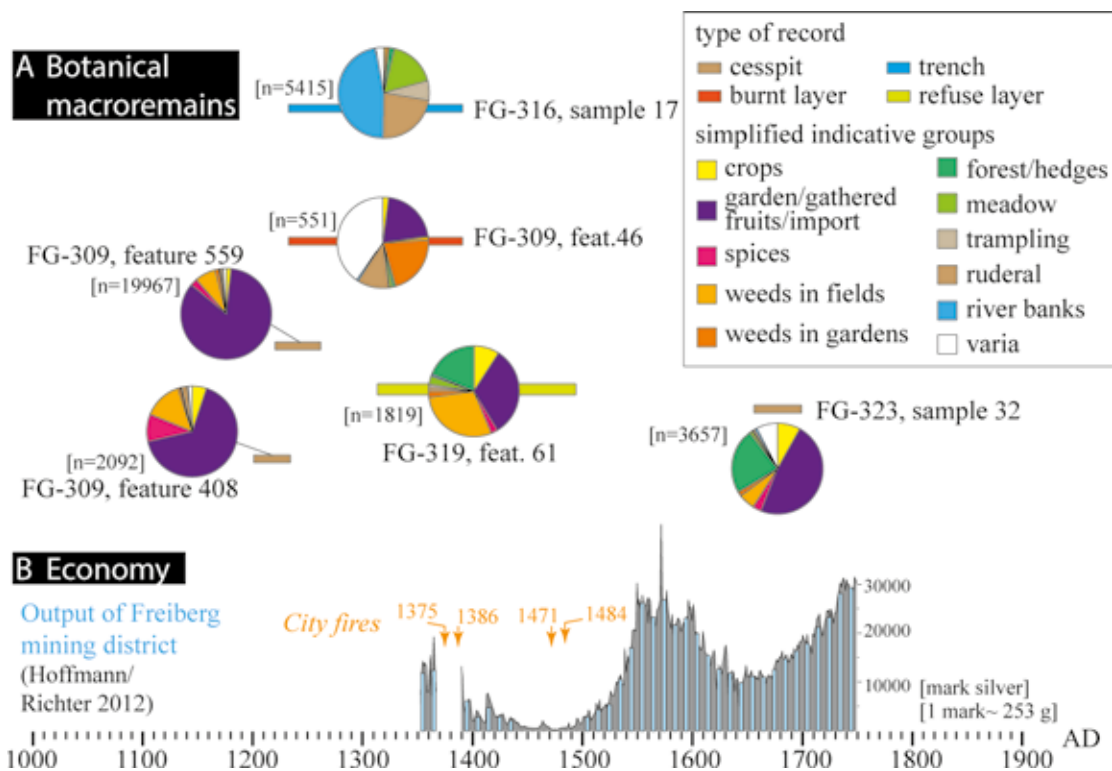 A Botanical
macroremains
[n=5415]
FG-316, sample 17
[n=551]
FG-309, feat.46
FG-309, feature 559
[n=19967]
[n=1819]
FG-319, feat. 61
[n=2092]
FG-309, feature 408
FG-323, sample 32
[n=3657]
type of record
cesspit
trench
burnt layer
refuse layer
simplified indicative groups
crops
garden/gathered
fruits/import
spices
weeds in fields
weeds in gardens
forest/hedges
meadow
trampling
ruderal
river banks
varia
B Economy
Output of Freiberg
mining district
(Hoffmann/
Richter 2012)
City fires
1375
1386
1471
1484
30000
20000
10000
[mark silver]
[1 mark~ 253 g]
AD
1000 1100 1200 1300 1400 1500 1600 1700 1800 1900